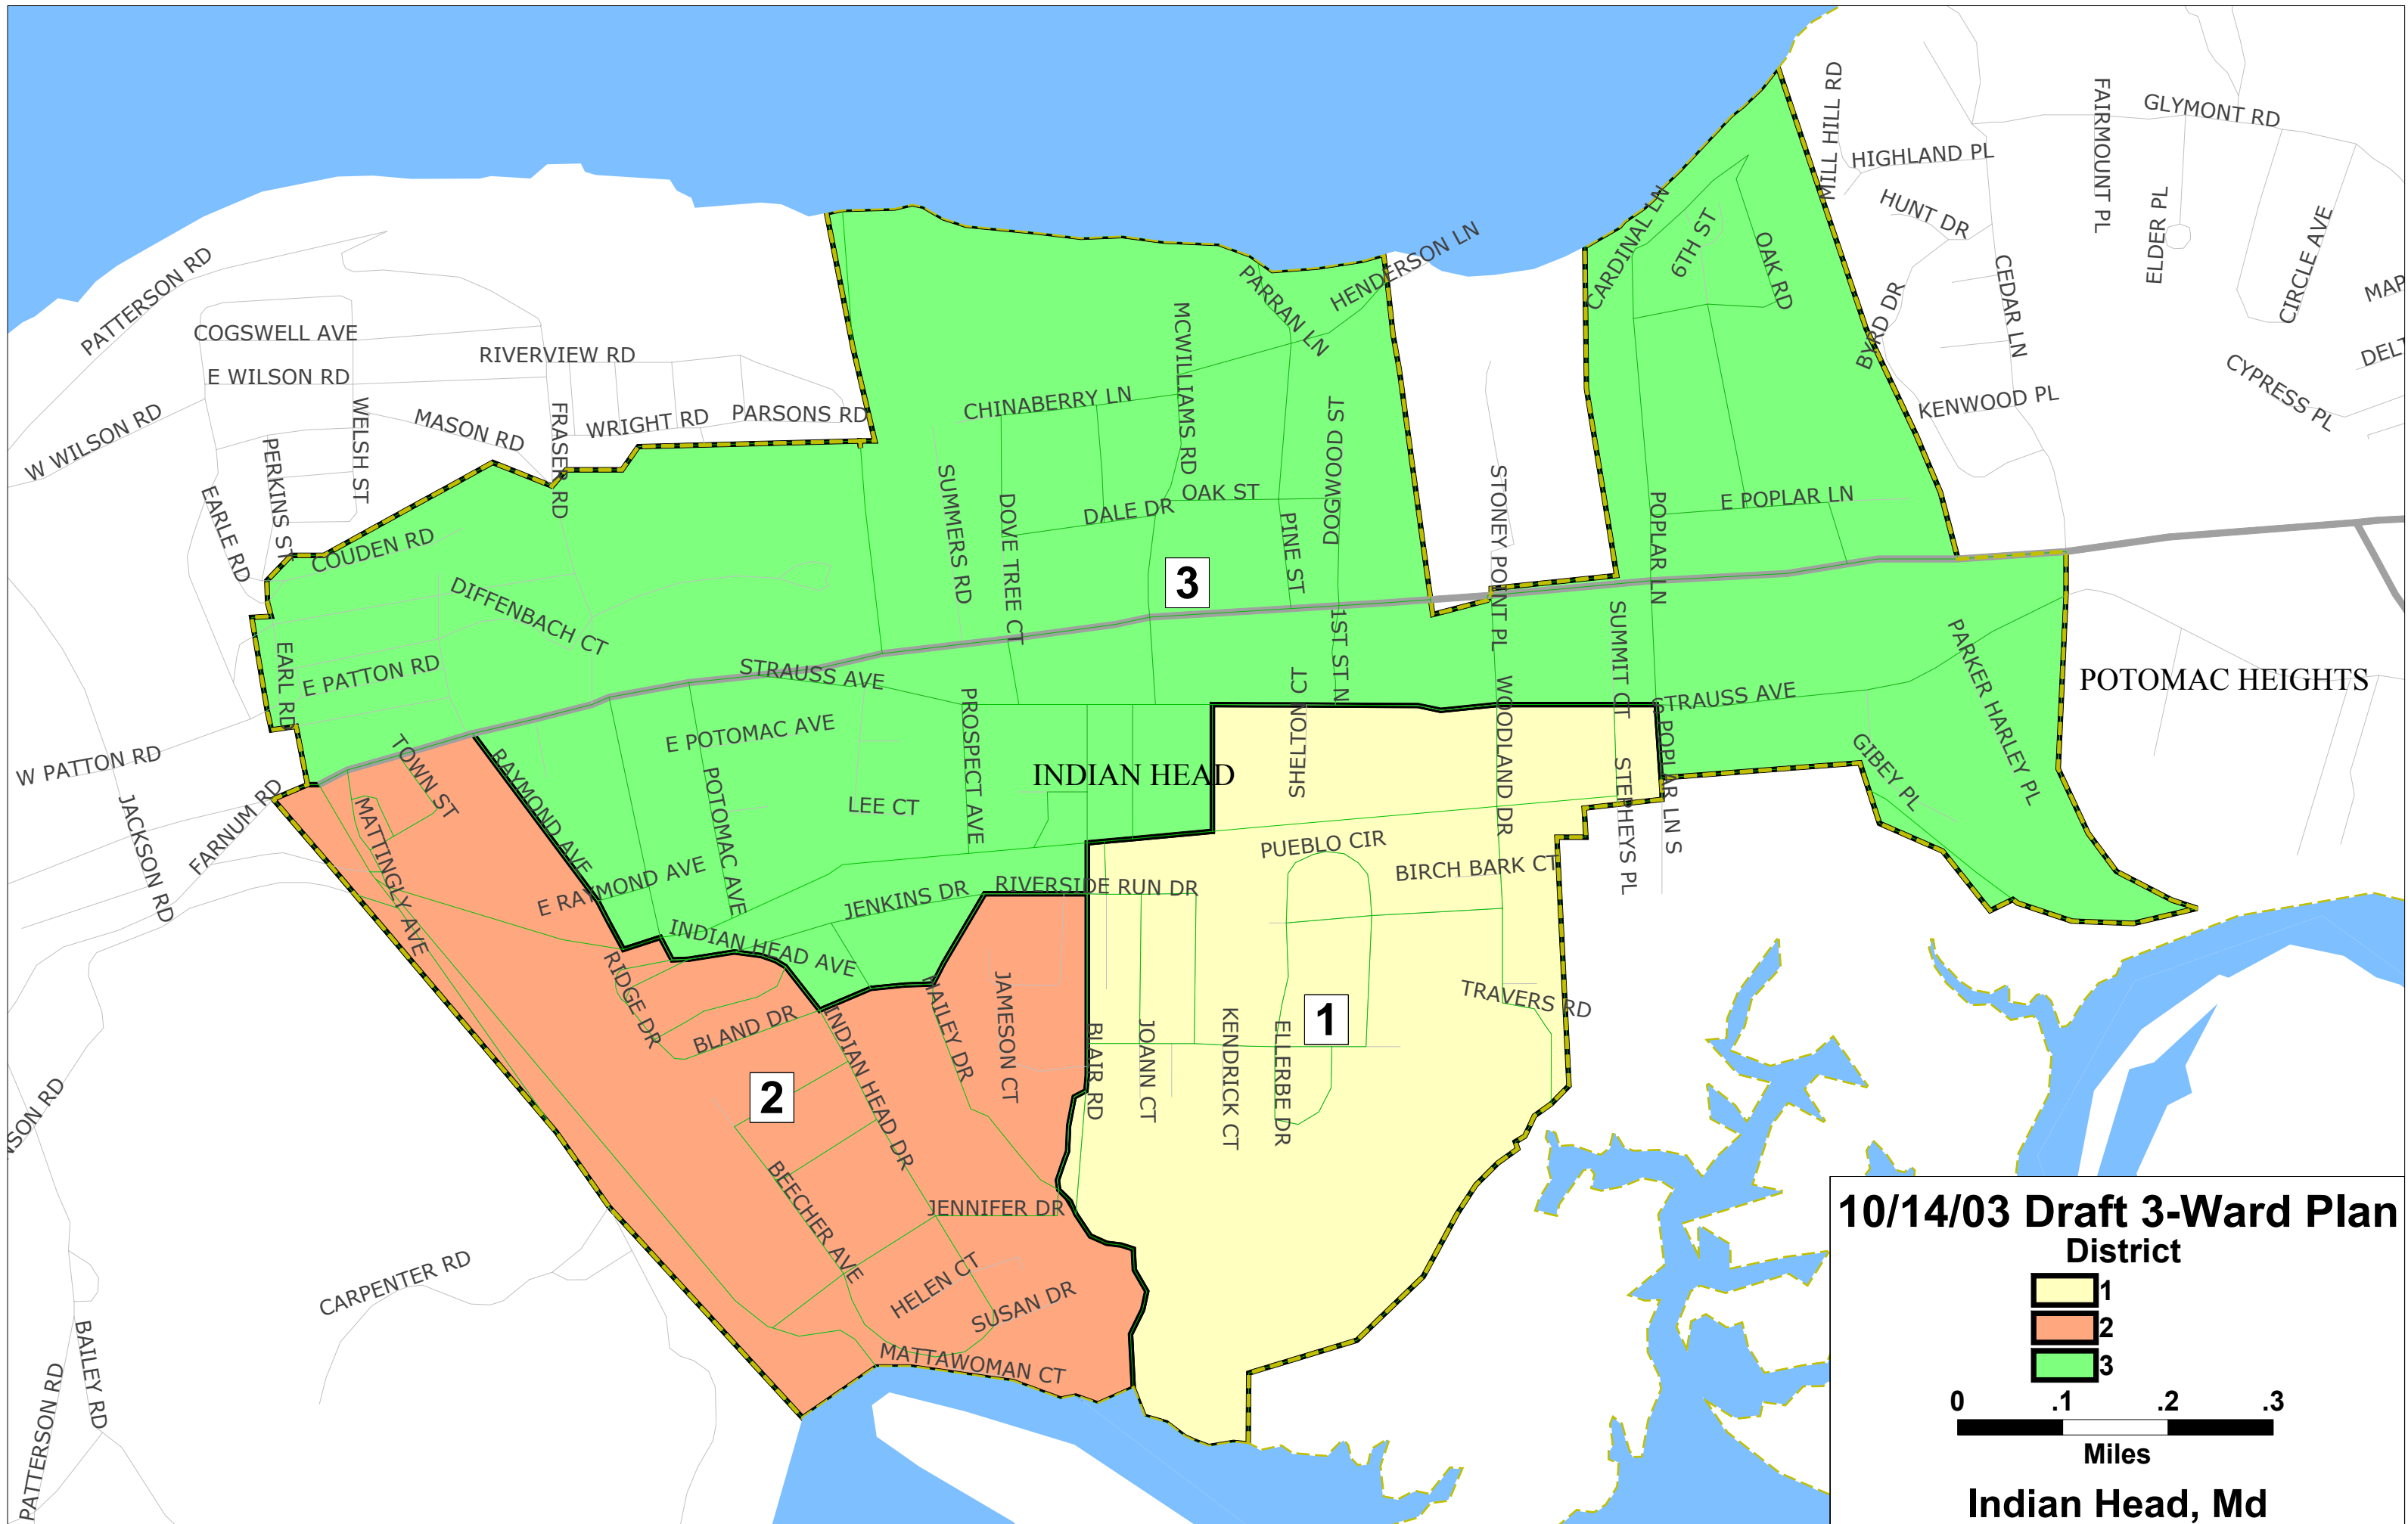 GLYMONT RD
FAIRMOUNT PL
MILL HILL RD
HIGHLAND PL
HUNT DR
ELDER PL
CIRCLE AVE
CEDAR LN
BYRD DR
MAP
DELT
CYPRESS PL
KENWOOD PL
CARDINAL LN
6TH ST
OAK RD
HENDERSON LN
PARRAN LN
PATTERSON RD
COGSWELL AVE
RIVERVIEW RD
E WILSON RD
W WILSON RD
WELSH ST
MASON RD
FRASER RD
WRIGHT RD
PARSONS RD
PERKINS ST
EARLE RD
COUDEN RD
CHINABERRY LN
MCWILLIAMS RD
DOGWOOD ST
SUMMERS RD
DOVE TREE CT
DALE DR
OAK ST
PINE ST
STONEY POINT PL
POPLAR LN
E POPLAR LN
3
DIFFENBACH CT
EARL RD
E PATTON RD
W PATTON RD
STRAUSS AVE
1ST ST N
SUMMIT CT
STRAUSS AVE
PARKER HARLEY PL
POTOMAC HEIGHTS
E POTOMAC AVE
POTOMAC AVE
PROSPECT AVE
SHELTON CT
WOODLAND DR
POPLAR LN S
STEPHEYS PL
GIBEY PL
TOWN ST
RAYMOND AVE
INDIAN HEAD
LEE CT
JACKSON RD
FARNUM RD
MATTINGLY AVE
PUEBLO CIR
BIRCH BARK CT
E RAYMOND AVE
JENKINS DR
RIVERSIDE RUN DR
INDIAN HEAD AVE
RIDGE DR
BLAND DR
HAILEY DR
JAMESON CT
BLAIR RD
JOANN CT
KENDRICK CT
ELLERBE DR
1
TRAVERS RD
2
INDIAN HEAD DR
NSON RD
BEECHER AVE
JENNIFER DR
HELEN CT
SUSAN DR
MATTAWOMAN CT
CARPENTER RD
BAILEY RD
PATTERSON RD
10/14/03 Draft 3-Ward Plan
District
1
2
3
0 .1 .2 .3
Miles
Indian Head, Md